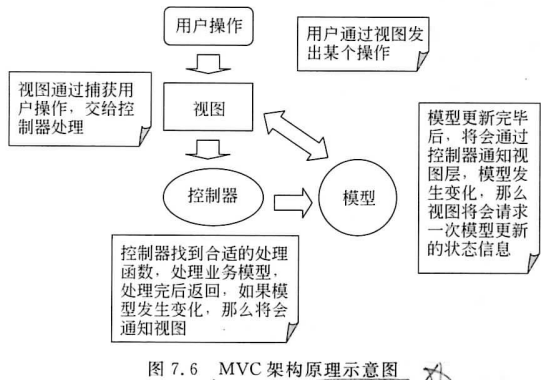 用户操作
用户通过视图发
出某个操作
视图通过捕获用
户操作，交给控
制器处理
视图
模型更新完毕
后，将会通过
控制器通知视
图层，模型发
生变化，那么
视图将会请求
一次模型更新
的状态信息
控制器
模型
控制器找到合适的处理
函数，处理业务模型，
处理完后返回，如果模
型发生变化，那么将会
通知视图
图 7.6 MVC 架构原理示意图